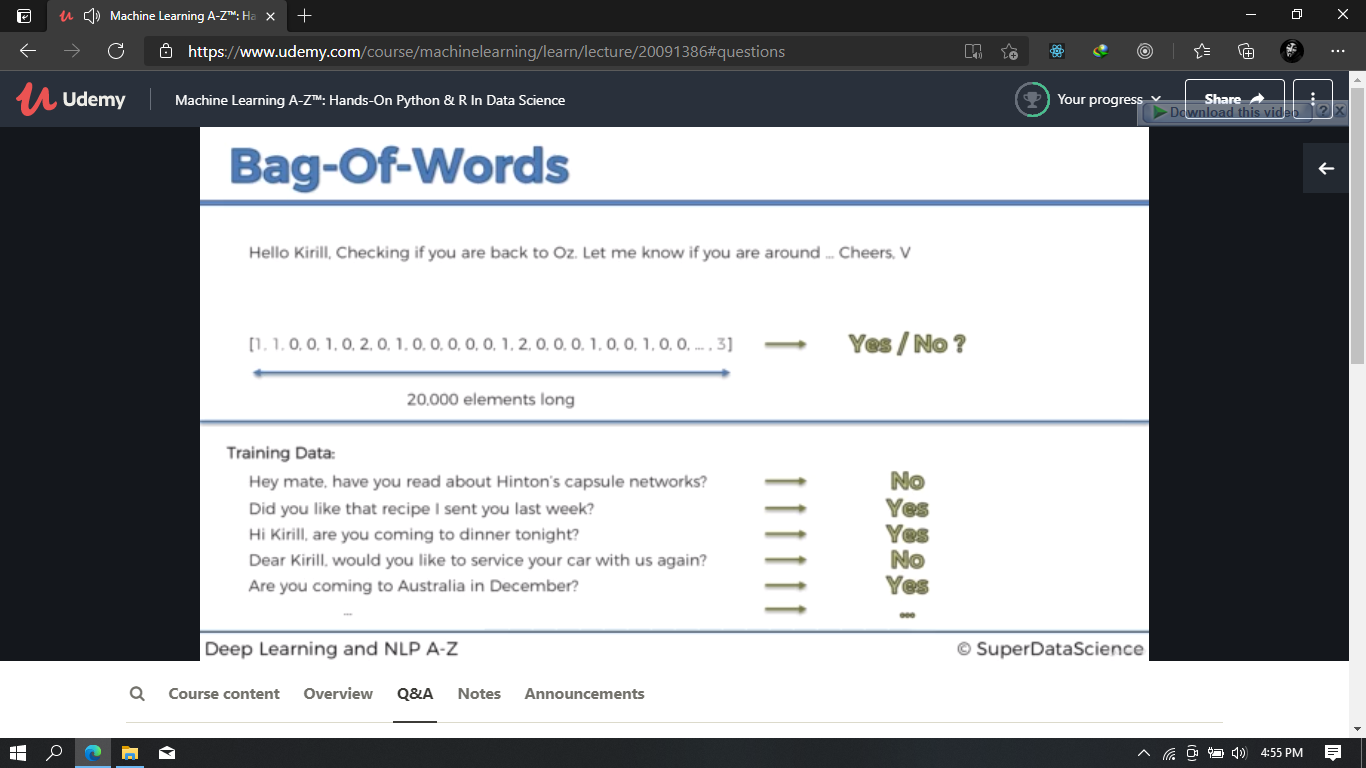 Machine Learning A-Z™: Ha
https://www.udemy.com/course/machinelearning/learn/lecture/20091386#questions
Udemy
Machine Learning A-Z™: Hands-On Python & R In Data Science
Your progress
Share
Download this video
? X
Bag-Of-Words
Hello Kirill, Checking if you are back to Oz. Let me know if you are around ... Cheers, V
[1, 1, 0, 0, 1, 0, 2, 0, 1, 0, 0, 0, 0, 0, 1, 2, 0, 0, 0, 1, 0, 0, 1, 0, 0, ... , 3]
Yes / No ?
20,000 elements long
Training Data:
Hey mate, have you read about Hinton's capsule networks? No
Did you like that recipe I sent you last week? Yes
Hi Kirill, are you coming to dinner tonight? Yes
Dear Kirill, would you like to service your car with us again? No
Are you coming to Australia in December? Yes
... ...
Deep Learning and NLP A-Z
© SuperDataScience
Course content Overview Q&A Notes Announcements
4:55 PM